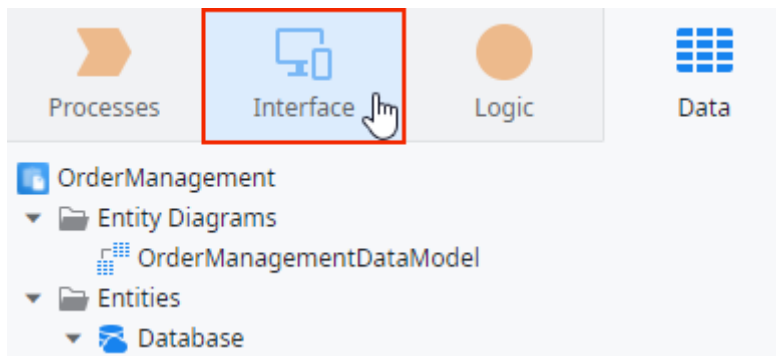 Processes Interface Logic Data
OrderManagement
Entity Diagrams
OrderManagementDataModel
Entities
Database